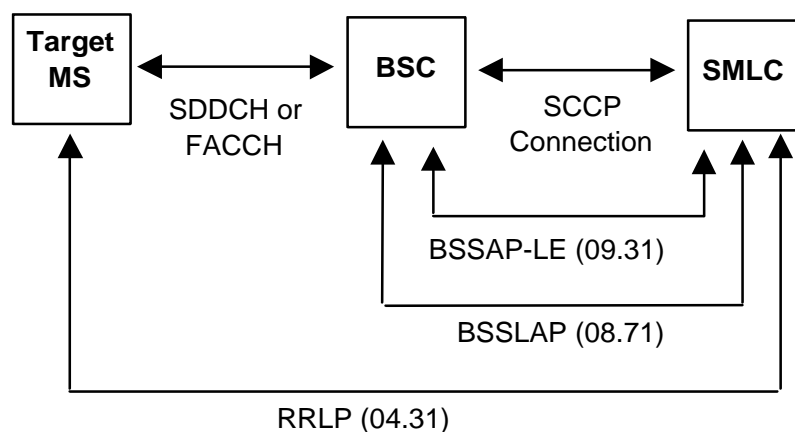 Target
MS
BSC
SMLC
SDDCH or
FACCH
SCCP
Connection
BSSAP-LE (09.31)
BSSLAP (08.71)
RRLP (04.31)